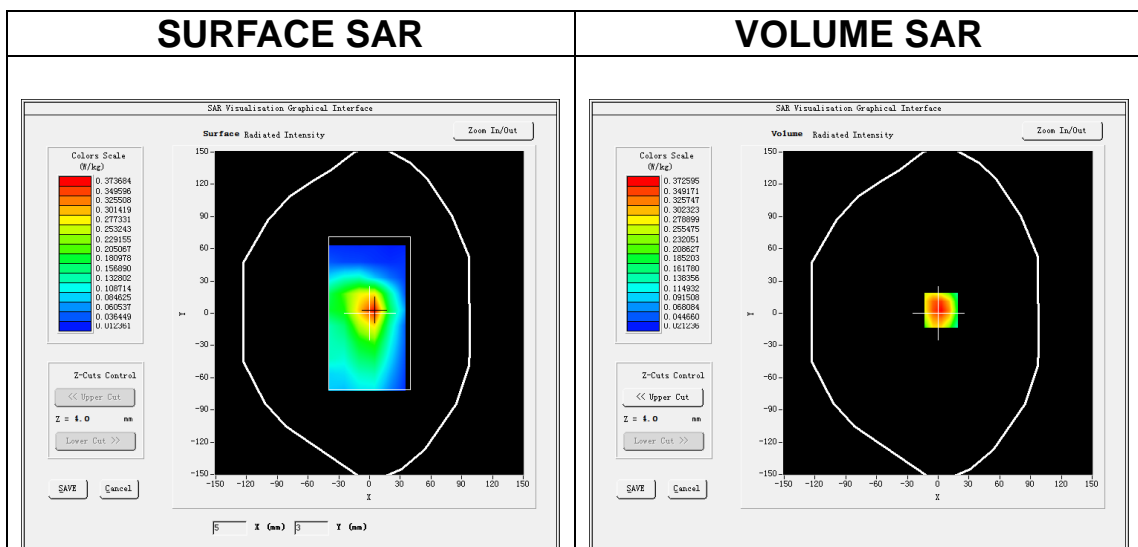 SURFACE SAR
VOLUME SAR
SAR Visualisation Graphical Interface
Surface Radiated Intensity
Zoom In/Out
Colors Scale
(W/kg)
0.373684
0.349596
0.325508
0.301419
0.277331
0.253243
0.229155
0.205067
0.180978
0.156890
0.132802
0.108714
0.084625
0.060537
0.036449
0.012361
Z-Cuts Control
<< Upper Cut
Z = 4.0 mm
Lower Cut >>
SAVE
Cancel
150
120
90
60
30
0
-30
-60
-90
-120
-150
Y
-150 -120 -90 -60 -30 0 30 60 90 120 150
X
5 X (mm) 3 Y (mm)
SAR Visualisation Graphical Interface
Volume Radiated Intensity
Zoom In/Out
Colors Scale
(W/kg)
0.372595
0.349171
0.325747
0.302323
0.278899
0.255475
0.232051
0.208627
0.185203
0.161780
0.138356
0.114932
0.091508
0.068084
0.044660
0.021236
Z-Cuts Control
<< Upper Cut
Z = 4.0 mm
Lower Cut >>
SAVE
Cancel
150
120
90
60
30
0
-30
-60
-90
-120
-150
Y
-150 -120 -90 -60 -30 0 30 60 90 120 150
X